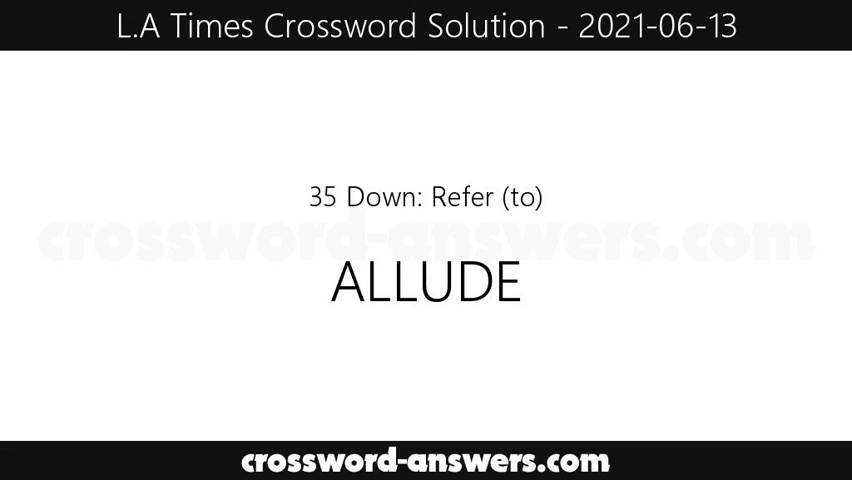 L.A Times Crossword Solution - 2021-06-13
35 Down: Refer (to)
crossword-answers.com
ALLUDE
crossword-answers.com